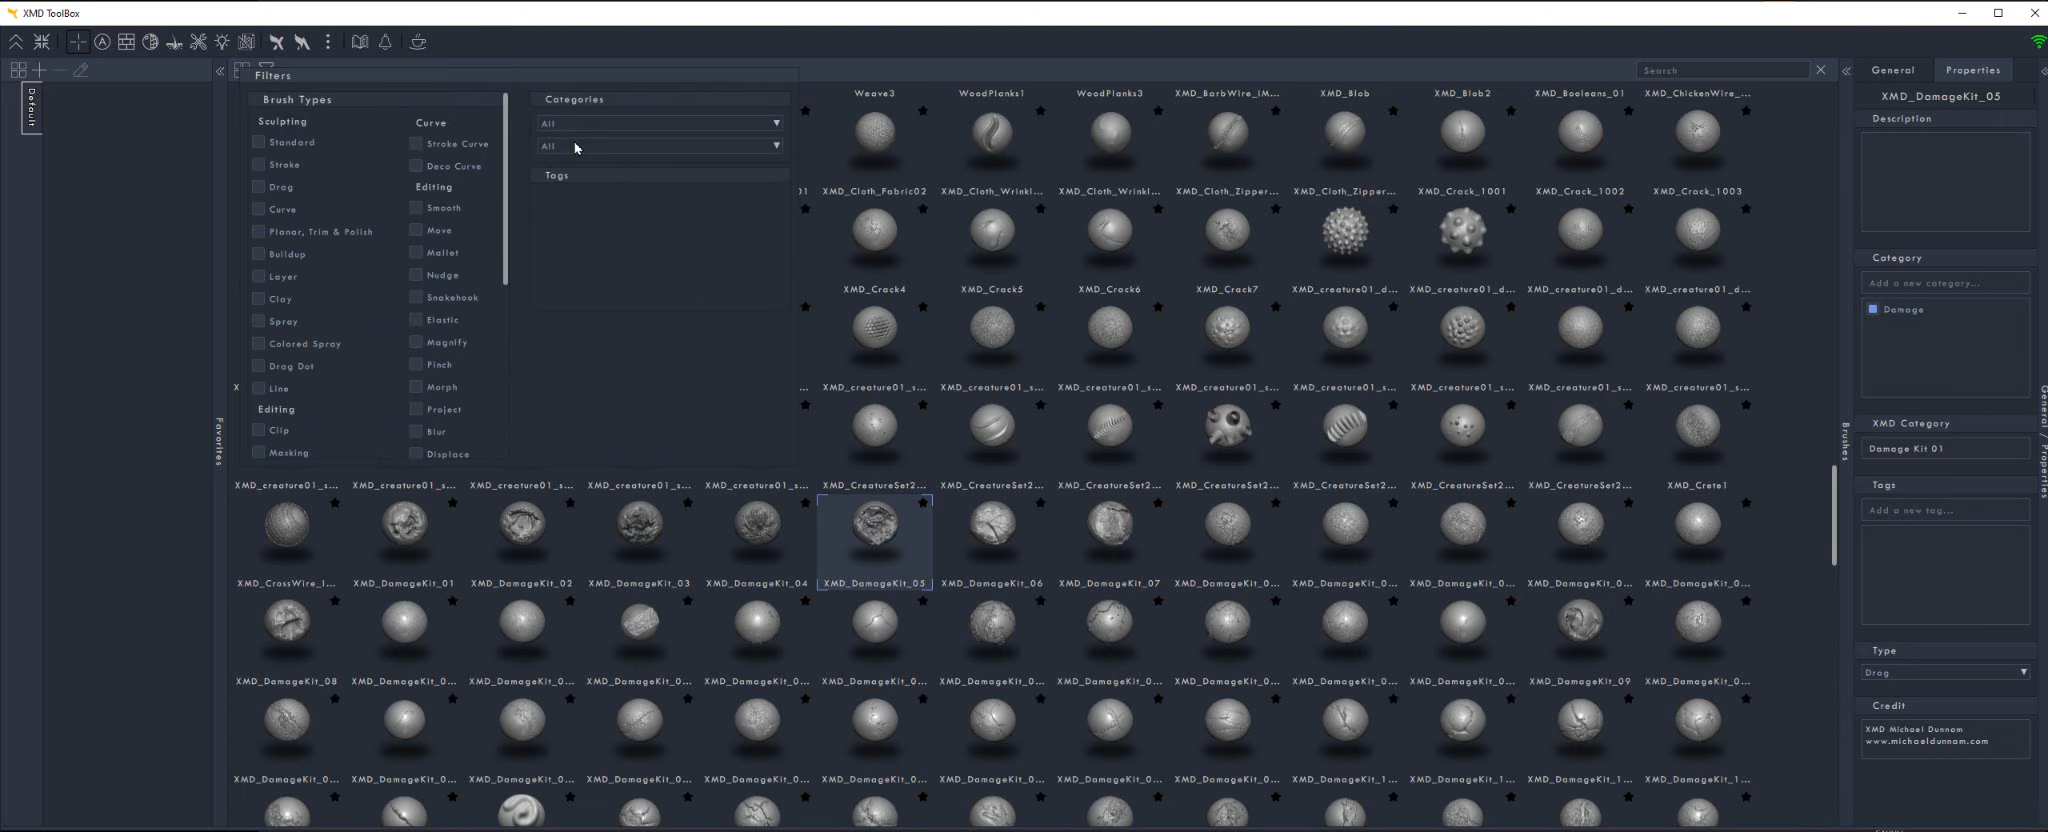 XMD ToolBox
Default
Favorites
Filters
Brush Types
Sculpting
Standard
Stroke
Drag
Curve
Planar, Trim & Polish
Buildup
Layer
Clay
Spray
Colored Spray
Drag Dot
Line
Editing
Clip
Masking
Curve
Stroke Curve
Deco Curve
Editing
Smooth
Move
Mallet
Nudge
Snakehook
Elastic
Magnify
Pinch
Morph
Project
Blur
Displace
Categories
All
All
Tags
Search
Weave3 WoodPlanks1 WoodPlanks3 XMD_BarbWire_IM... XMD_Blob XMD_Blob2 XMD_Booleans_01 XMD_ChickenWire_...
01 XMD_Cloth_Fabric02 XMD_Cloth_Wrinkl... XMD_Cloth_Wrinkl... XMD_Cloth_Zipper... XMD_Cloth_Zipper... XMD_Crack_1001 XMD_Crack_1002 XMD_Crack_1003
XMD_Crack4 XMD_Crack5 XMD_Crack6 XMD_Crack7 XMD_creature01_d... XMD_creature01_d... XMD_creature01_d... XMD_creature01_d...
X ... XMD_creature01_s... XMD_creature01_s... XMD_creature01_s... XMD_creature01_s... XMD_creature01_s... XMD_creature01_s... XMD_creature01_s... XMD_creature01_s...
XMD_creature01_s... XMD_creature01_s... XMD_creature01_s... XMD_creature01_s... XMD_creature01_s... XMD_CreatureSet2... XMD_CreatureSet2... XMD_CreatureSet2... XMD_CreatureSet2... XMD_CreatureSet2... XMD_CreatureSet2... XMD_CreatureSet2... XMD_Crete1
XMD_CrossWire_I... XMD_DamageKit_01 XMD_DamageKit_02 XMD_DamageKit_03 XMD_DamageKit_04 XMD_DamageKit_05 XMD_DamageKit_06 XMD_DamageKit_07 XMD_DamageKit_0... XMD_DamageKit_0... XMD_DamageKit_0... XMD_DamageKit_0... XMD_DamageKit_0...
XMD_DamageKit_08 XMD_DamageKit_0... XMD_DamageKit_0... XMD_DamageKit_0... XMD_DamageKit_0... XMD_DamageKit_0... XMD_DamageKit_0... XMD_DamageKit_0... XMD_DamageKit_0... XMD_DamageKit_0... XMD_DamageKit_0... XMD_DamageKit_09 XMD_DamageKit_0...
XMD_DamageKit_0... XMD_DamageKit_0... XMD_DamageKit_0... XMD_DamageKit_0... XMD_DamageKit_0... XMD_DamageKit_0... XMD_DamageKit_0... XMD_DamageKit_0... XMD_DamageKit_0... XMD_DamageKit_1... XMD_DamageKit_1... XMD_DamageKit_1... XMD_DamageKit_1...
Brushes
General Properties
XMD_DamageKit_05
Description
Category
Add a new category...
Damage
XMD Category
Damage Kit 01
Tags
Add a new tag...
Type
Drag
Credit
XMD Michael Dunnam
www.michaeldunnam.com
General / Properties